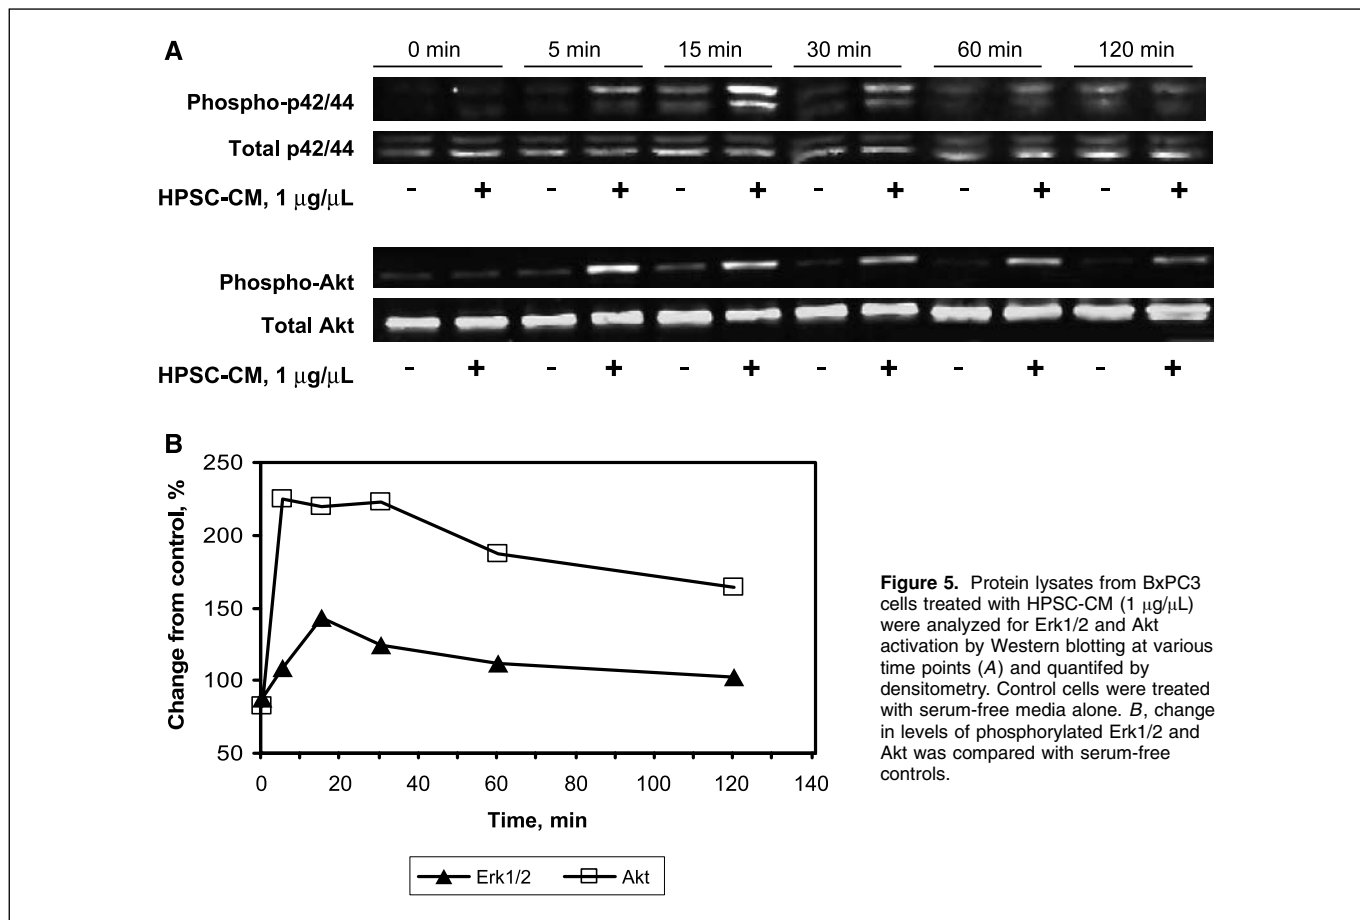 A
0 min 5 min 15 min 30 min 60 min 120 min
Phospho-p42/44
Total p42/44
HPSC-CM, 1 μg/μL - + - + - + - + - + - +
Phospho-Akt
Total Akt
HPSC-CM, 1 μg/μL - + - + - + - + - + - +
B
Change from control, %
250
200
150
100
50
0 20 40 60 80 100 120 140
Time, min
Erk1/2 Akt
Figure 5. Protein lysates from BxPC3
cells treated with HPSC-CM (1 μg/μL)
were analyzed for Erk1/2 and Akt
activation by Western blotting at various
time points (A) and quantifed by
densitometry. Control cells were treated
with serum-free media alone. B, change
in levels of phosphorylated Erk1/2 and
Akt was compared with serum-free
controls.